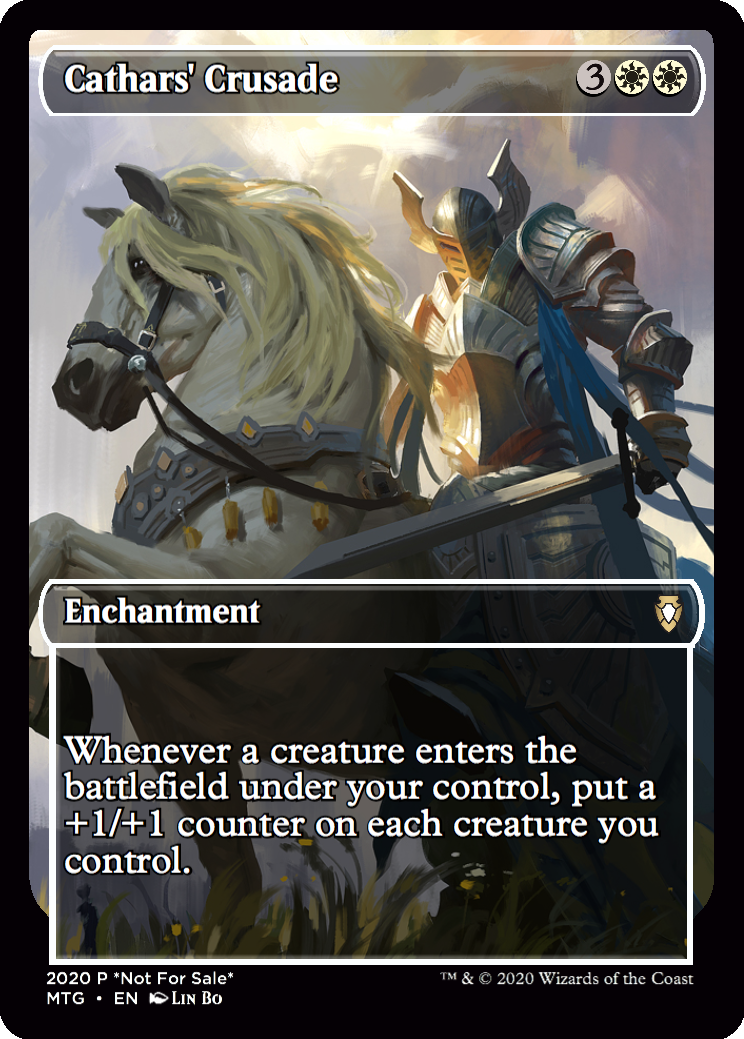 Cathars' Crusade 3
Enchantment
Whenever a creature enters the
battlefield under your control, put a
+1/+1 counter on each creature you
control.
2020 P *Not For Sale* ™ & © 2020 Wizards of the Coast
MTG • EN Lin Bo